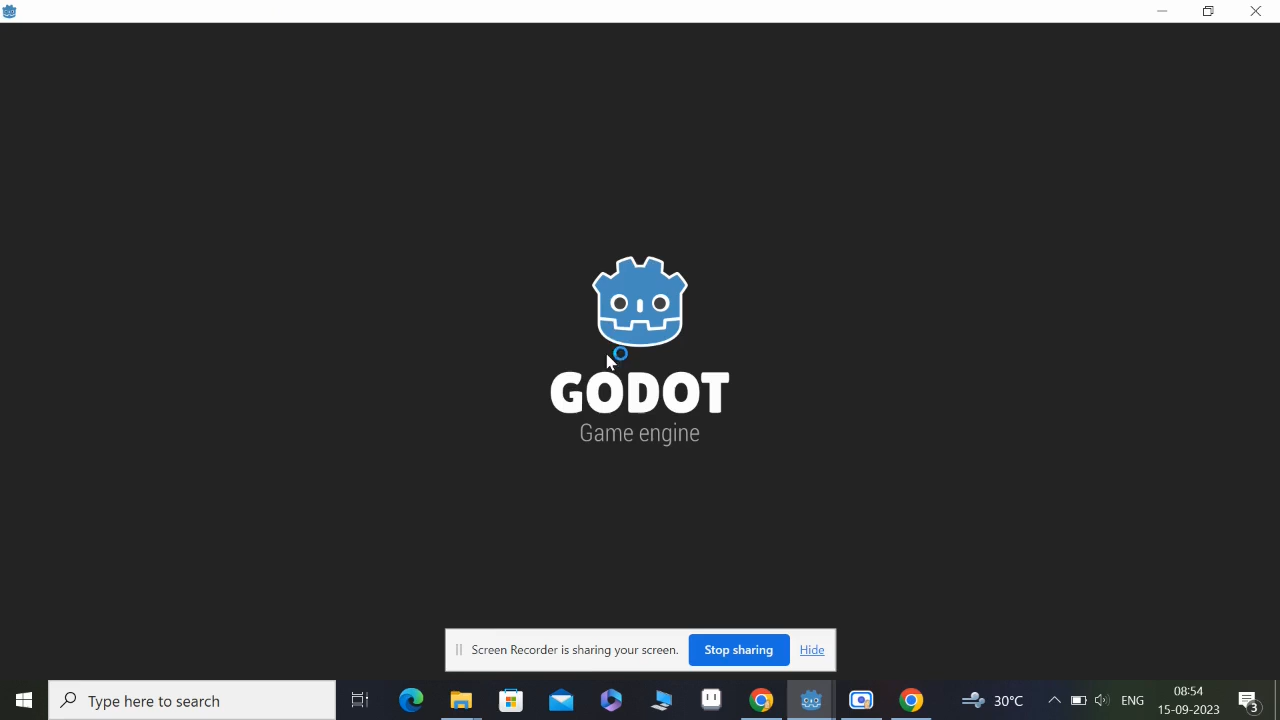 GODOT
Game engine
Screen Recorder is sharing your screen.
Stop sharing
Hide
Type here to search
30°C
ENG
08:54
15-09-2023
3